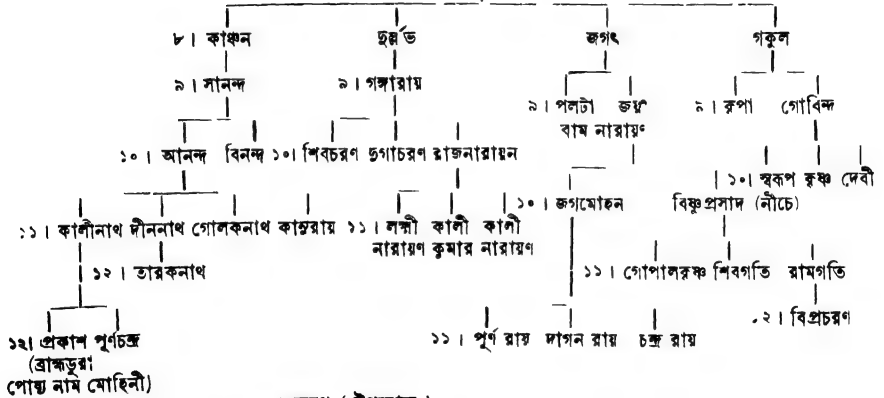 ৮। কাঞ্চন দুর্ল্লভ জগৎ গকুল
৯। সানন্দ ৯। গঙ্গারায় ৯। পলটা জয় ৯। রূপা গোবিন্দ
রাম নারায়ণ
১০। আনন্দ বিনন্দ ১০। শিবচরণ দুর্গাচরণ রাজনারায়ন ১০। জগমোহন ১০। স্বরূপ কৃষ্ণ দেবী
বিষ্ণুপ্রসাদ (নীচে)
১১। কালীনাথ দীননাথ গোলকনাথ কাশুরায় ১১। লক্ষ্মী কালী কালী
নারায়ণ কুমার নারায়ণ
১২। তারকনাথ ১১। গোপালকৃষ্ণ শিবগতি রামগতি
১২। প্রকাশ পূর্ণচন্দ্র ১১। পূর্ণ রায় মাগন রায় চন্দ্র রায় ১২। বিপ্রচরণ
(ব্রাহ্মডুরা
পোষ্য নাম মোহিনী)